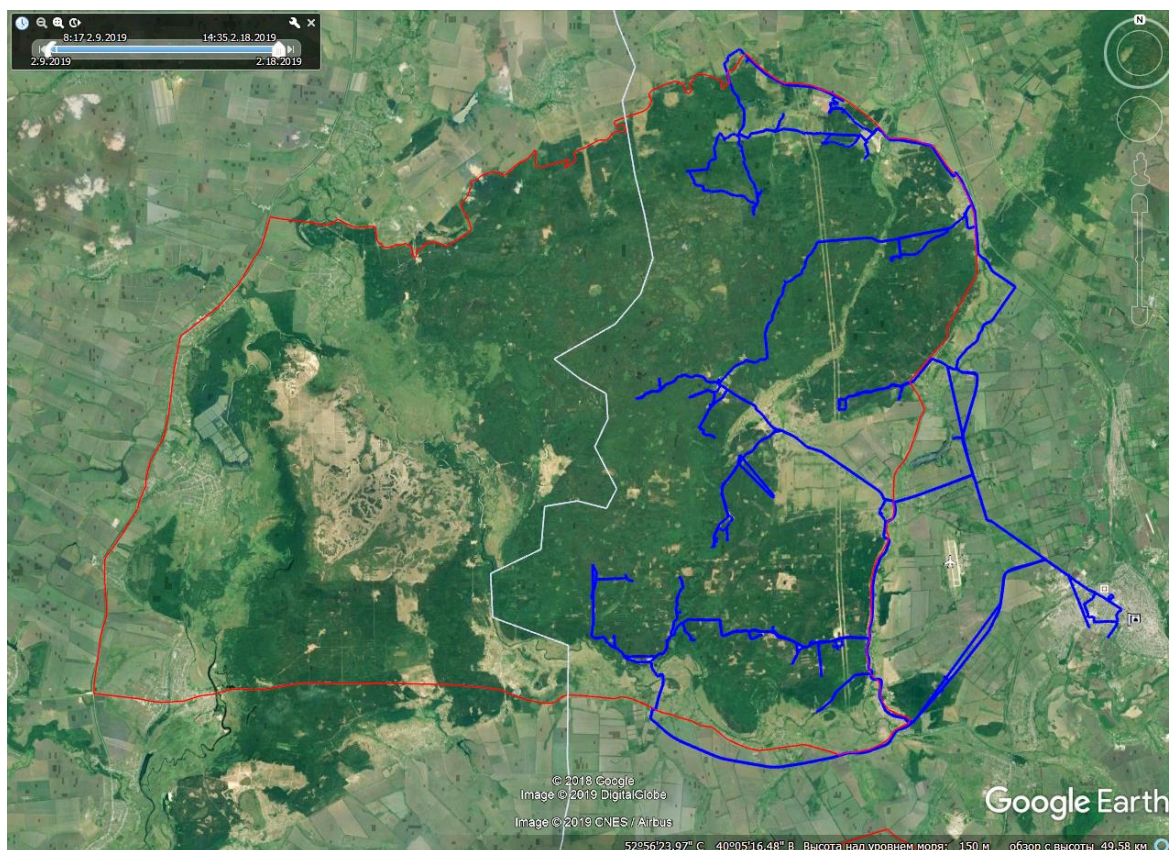 8:17 2.9.2019 14:35 2.18.2019
2.9.2019 2.18.2019
N
© 2018 Google
Image © 2019 DigitalGlobe
Image © 2019 CNES / Airbus
Google Earth
52°56'23.97" С 40°05'16.48" В Высота над уровнем моря: 150 м обзор с высоты 49.58 км